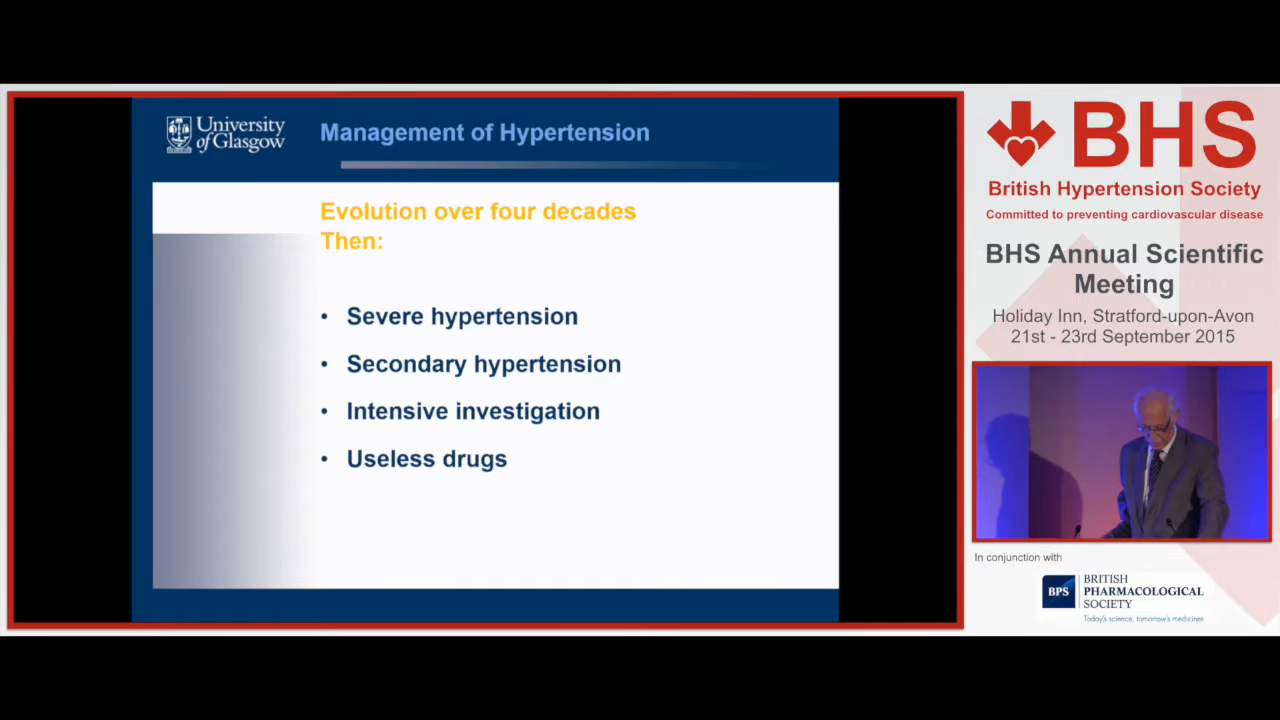 University
of Glasgow
Management of Hypertension
Evolution over four decades
Then:
• Severe hypertension
• Secondary hypertension
• Intensive investigation
• Useless drugs
BHS
British Hypertension Society
Committed to preventing cardiovascular disease
BHS Annual Scientific
Meeting
Holiday Inn, Stratford-upon-Avon
21st - 23rd September 2015
In conjunction with
BPS
BRITISH
PHARMACOLOGICAL
SOCIETY
Today's science, tomorrow's medicines